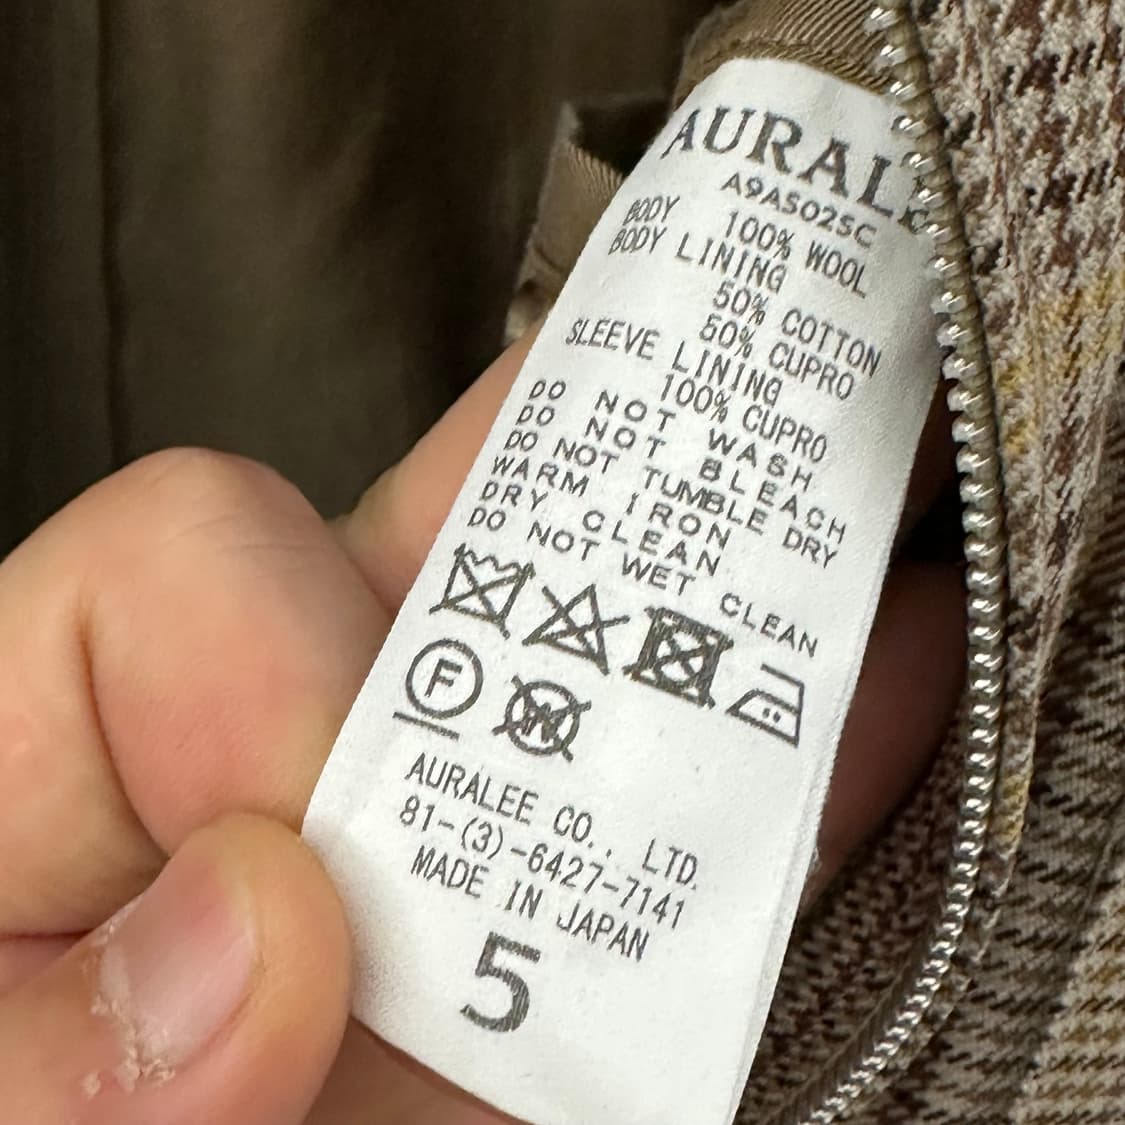 AURALE
A9AS02SC
BODY 100% WOOL
BODY LINING
50% COTTON
50% CUPRO
SLEEVE LINING
100% CUPRO
DO NOT WASH
DO NOT BLEACH
DO NOT TUMBLE DRY
WARM IRON
DRY CLEAN
DO NOT WET CLEAN
F
W
AURALEE CO., LTD.
81-(3)-6427-7141
MADE IN JAPAN
5